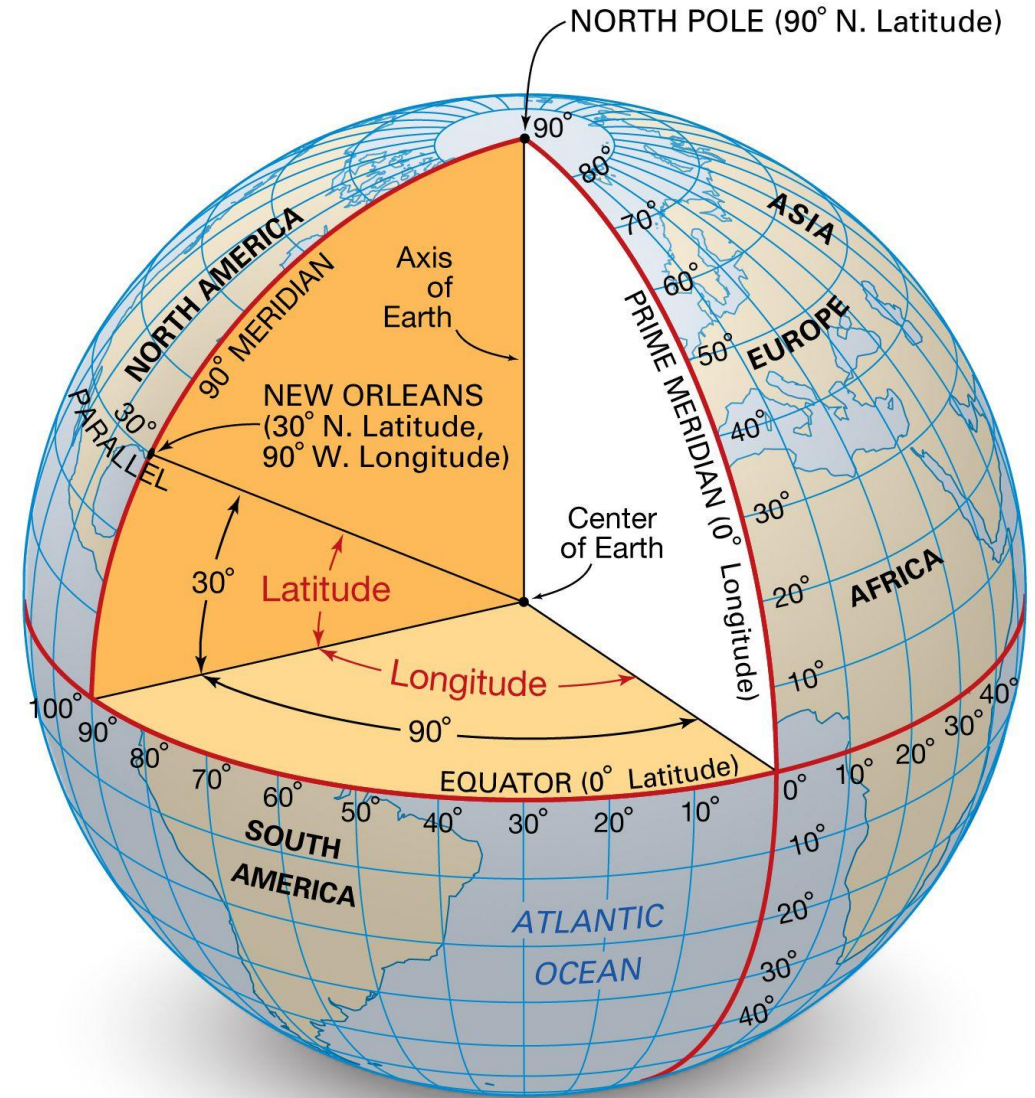 NORTH POLE (90° N. Latitude)
90°
80°
70°
60°
50°
40°
30°
20°
10°
ASIA
EUROPE
AFRICA
NORTH AMERICA
90° MERIDIAN
Axis
of
Earth
PRIME MERIDIAN (0° Longitude)
30°
PARALLEL
NEW ORLEANS
(30° N. Latitude,
90° W. Longitude)
Center
of Earth
30°
Latitude
Longitude
90°
EQUATOR (0° Latitude)
100°
90°
80°
70°
60°
50°
40°
30°
20°
10°
0°
10°
20°
30°
40°
10°
20°
30°
40°
SOUTH
AMERICA
ATLANTIC
OCEAN